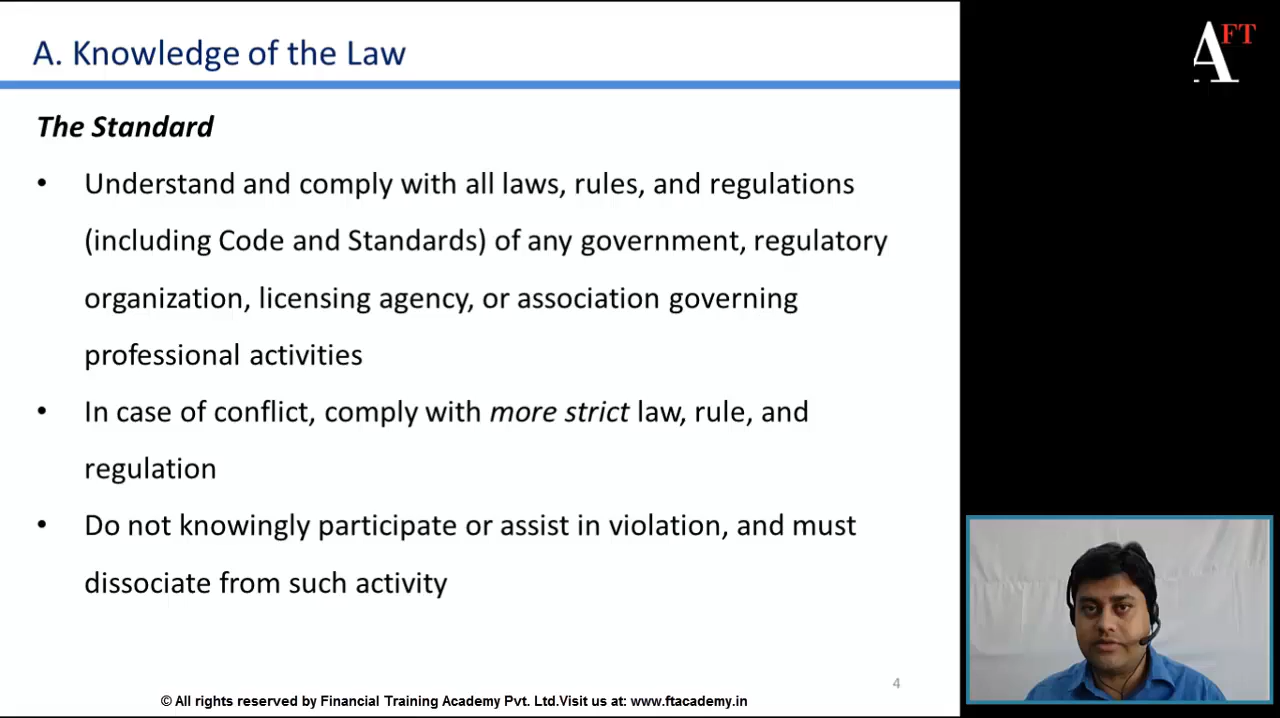 A. Knowledge of the Law
AFT
The Standard
• Understand and comply with all laws, rules, and regulations
(including Code and Standards) of any government, regulatory
organization, licensing agency, or association governing
professional activities
• In case of conflict, comply with more strict law, rule, and
regulation
• Do not knowingly participate or assist in violation, and must
dissociate from such activity
4
© All rights reserved by Financial Training Academy Pvt. Ltd.Visit us at: www.ftacademy.in